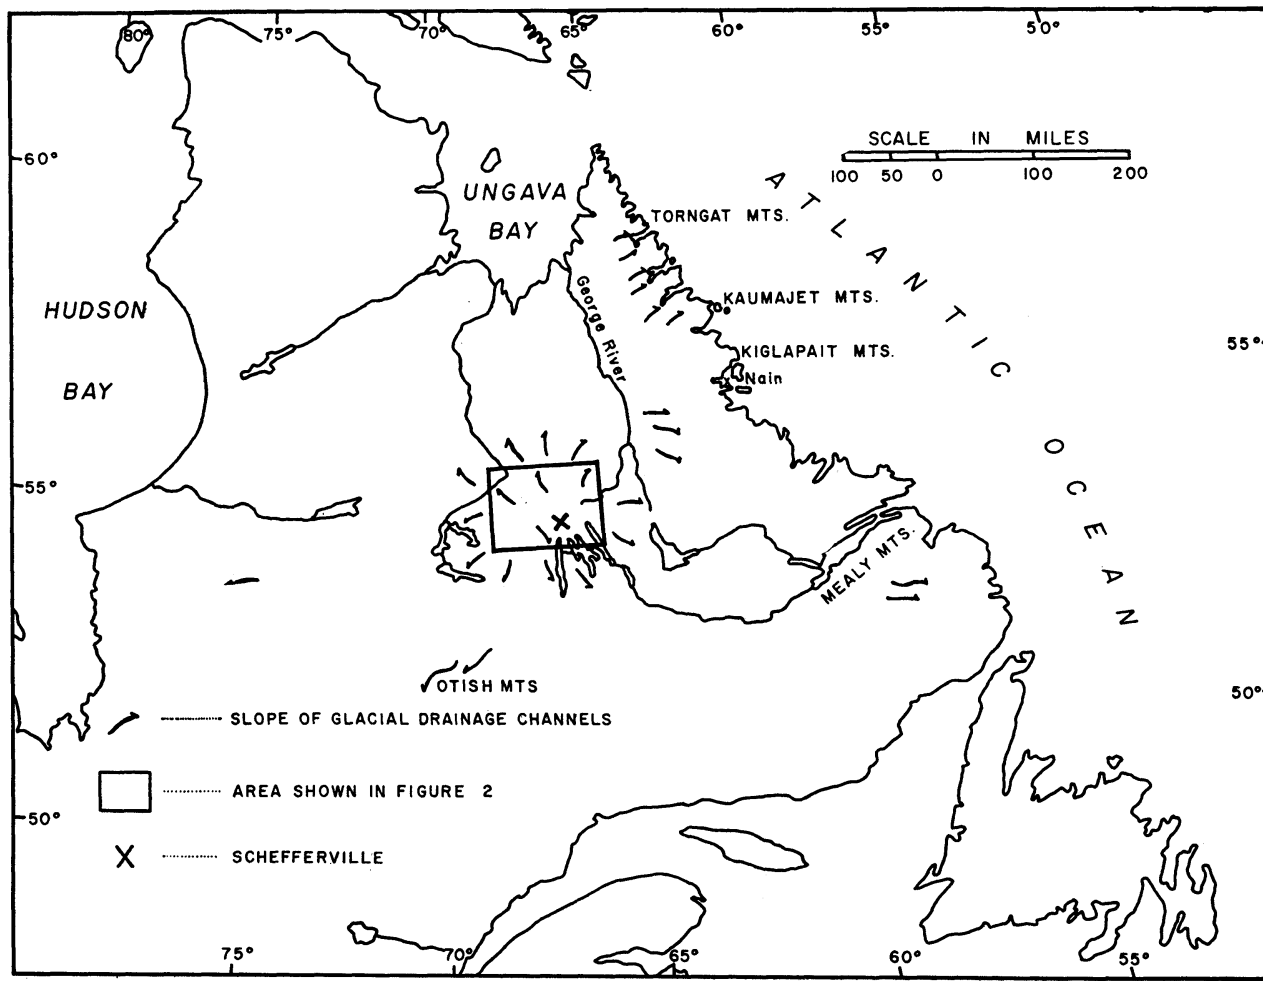 80° 75° 70° 65° 60° 55° 50°
SCALE IN MILES
100 50 0 100 200
60°
UNGAVA
BAY
TORNGAT MTS.
ATLANTIC OCEAN
HUDSON
BAY
George River
KAUMAJET MTS.
KIGLAPAIT MTS.
Nain
55°
55°
X
MEALY MTS.
OTISH MTS
50°
SLOPE OF GLACIAL DRAINAGE CHANNELS
AREA SHOWN IN FIGURE 2
50°
X SCHEFFERVILLE
75° 70° 65° 60° 55°